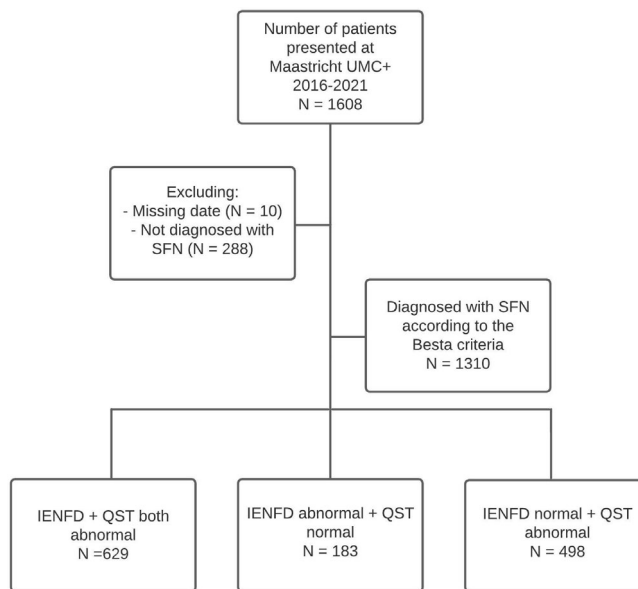 Number of patients
presented at
Maastricht UMC+
2016-2021
N = 1608
Excluding:
- Missing date (N = 10)
- Not diagnosed with
SFN (N = 288)
Diagnosed with SFN
according to the
Besta criteria
N = 1310
IENFD + QST both
abnormal
N =629
IENFD abnormal + QST
normal
N = 183
IENFD normal + QST
abnormal
N = 498